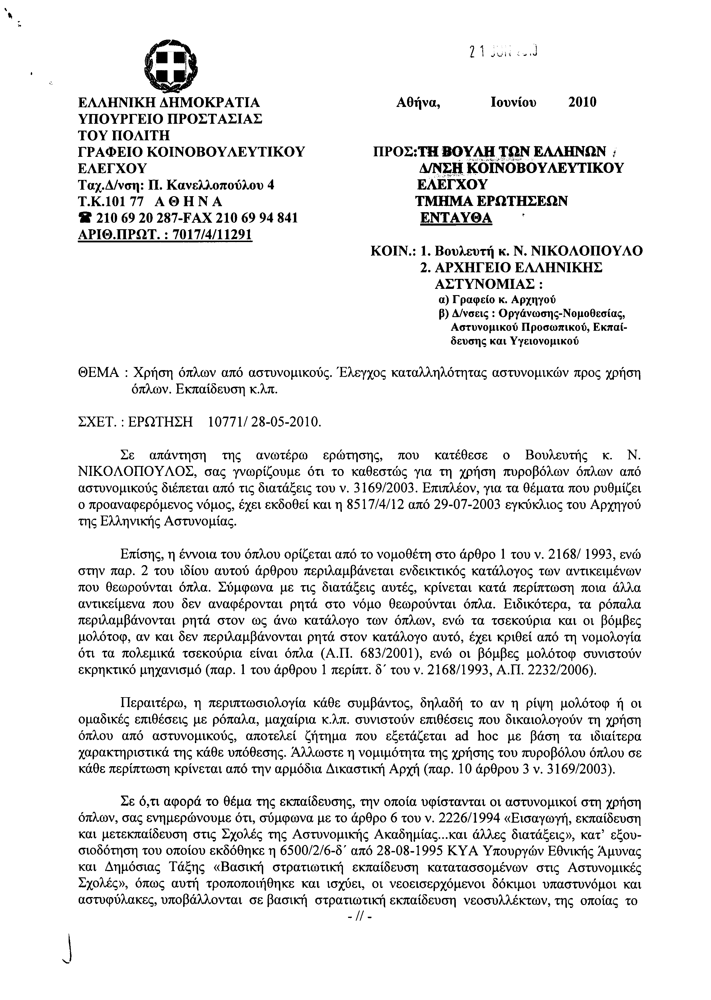 ΕΛΛΗΝΙΚΗ ΔΗΜΟΚΡΑΤΙΑ
ΥΠΟΥΡΓΕΙΟ ΠΡΟΣΤΑΣΙΑΣ
ΤΟΥ ΠΟΛΙΤΗ
ΓΡΑΦΕΙΟ ΚΟΙΝΟΒΟΥΛΕΥΤΙΚΟΥ
ΕΛΕΓΧΟΥ
Ταχ.Δ/νση: Π. Κανελλοπούλου 4
Τ.Κ.101 77 Α Θ Η Ν Α
☎ 210 69 20 287-FAX 210 69 94 841
ΑΡΙΘ.ΠΡΩΤ. : 7017/4/11291
21
Αθήνα, Ιουνίου 2010
ΠΡΟΣ:ΤΗ ΒΟΥΛΗ ΤΩΝ ΕΛΛΗΝΩΝ
Δ/ΝΣΗ ΚΟΙΝΟΒΟΥΛΕΥΤΙΚΟΥ
ΕΛΕΓΧΟΥ
ΤΜΗΜΑ ΕΡΩΤΗΣΕΩΝ
ΕΝΤΑΥΘΑ
ΚΟΙΝ.: 1. Βουλευτή κ. Ν. ΝΙΚΟΛΟΠΟΥΛΟ
2. ΑΡΧΗΓΕΙΟ ΕΛΛΗΝΙΚΗΣ
ΑΣΤΥΝΟΜΙΑΣ :
α) Γραφείο κ. Αρχηγού
β) Δ/νσεις : Οργάνωσης-Νομοθεσίας,
Αστυνομικού Προσωπικού, Εκπαί-
δευσης και Υγειονομικού
ΘΕΜΑ : Χρήση όπλων από αστυνομικούς. Έλεγχος καταλληλότητας αστυνομικών προς χρήση
όπλων. Εκπαίδευση κ.λπ.
ΣΧΕΤ. : ΕΡΩΤΗΣΗ 10771/ 28-05-2010.
Σε απάντηση της ανωτέρω ερώτησης, που κατέθεσε ο Βουλευτής κ. Ν.
ΝΙΚΟΛΟΠΟΥΛΟΣ, σας γνωρίζουμε ότι το καθεστώς για τη χρήση πυροβόλων όπλων από
αστυνομικούς διέπεται από τις διατάξεις του ν. 3169/2003. Επιπλέον, για τα θέματα που ρυθμίζει
ο προαναφερόμενος νόμος, έχει εκδοθεί και η 8517/4/12 από 29-07-2003 εγκύκλιος του Αρχηγού
της Ελληνικής Αστυνομίας.
Επίσης, η έννοια του όπλου ορίζεται από το νομοθέτη στο άρθρο 1 του ν. 2168/ 1993, ενώ
στην παρ. 2 του ιδίου αυτού άρθρου περιλαμβάνεται ενδεικτικός κατάλογος των αντικειμένων
που θεωρούνται όπλα. Σύμφωνα με τις διατάξεις αυτές, κρίνεται κατά περίπτωση ποια άλλα
αντικείμενα που δεν αναφέρονται ρητά στο νόμο θεωρούνται όπλα. Ειδικότερα, τα ρόπαλα
περιλαμβάνονται ρητά στον ως άνω κατάλογο των όπλων, ενώ τα τσεκούρια και οι βόμβες
μολότοφ, αν και δεν περιλαμβάνονται ρητά στον κατάλογο αυτό, έχει κριθεί από τη νομολογία
ότι τα πολεμικά τσεκούρια είναι όπλα (Α.Π. 683/2001), ενώ οι βόμβες μολότοφ συνιστούν
εκρηκτικό μηχανισμό (παρ. 1 του άρθρου 1 περίπτ. δ΄ του ν. 2168/1993, Α.Π. 2232/2006).
Περαιτέρω, η περιπτωσιολογία κάθε συμβάντος, δηλαδή το αν η ρίψη μολότοφ ή οι
ομαδικές επιθέσεις με ρόπαλα, μαχαίρια κ.λπ. συνιστούν επιθέσεις που δικαιολογούν τη χρήση
όπλου από αστυνομικούς, αποτελεί ζήτημα που εξετάζεται ad hoc με βάση τα ιδιαίτερα
χαρακτηριστικά της κάθε υπόθεσης. Άλλωστε η νομιμότητα της χρήσης του πυροβόλου όπλου σε
κάθε περίπτωση κρίνεται από την αρμόδια Δικαστική Αρχή (παρ. 10 άρθρου 3 ν. 3169/2003).
Σε ό,τι αφορά το θέμα της εκπαίδευσης, την οποία υφίστανται οι αστυνομικοί στη χρήση
όπλων, σας ενημερώνουμε ότι, σύμφωνα με το άρθρο 6 του ν. 2226/1994 «Εισαγωγή, εκπαίδευση
και μετεκπαίδευση στις Σχολές της Αστυνομικής Ακαδημίας...και άλλες διατάξεις», κατ’ εξου-
σιοδότηση του οποίου εκδόθηκε η 6500/2/6-δ΄ από 28-08-1995 ΚΥΑ Υπουργών Εθνικής Άμυνας
και Δημόσιας Τάξης «Βασική στρατιωτική εκπαίδευση κατατασσομένων στις Αστυνομικές
Σχολές», όπως αυτή τροποποιήθηκε και ισχύει, οι νεοεισερχόμενοι δόκιμοι υπαστυνόμοι και
αστυφύλακες, υποβάλλονται σε βασική στρατιωτική εκπαίδευση νεοσυλλέκτων, της οποίας το
- // -